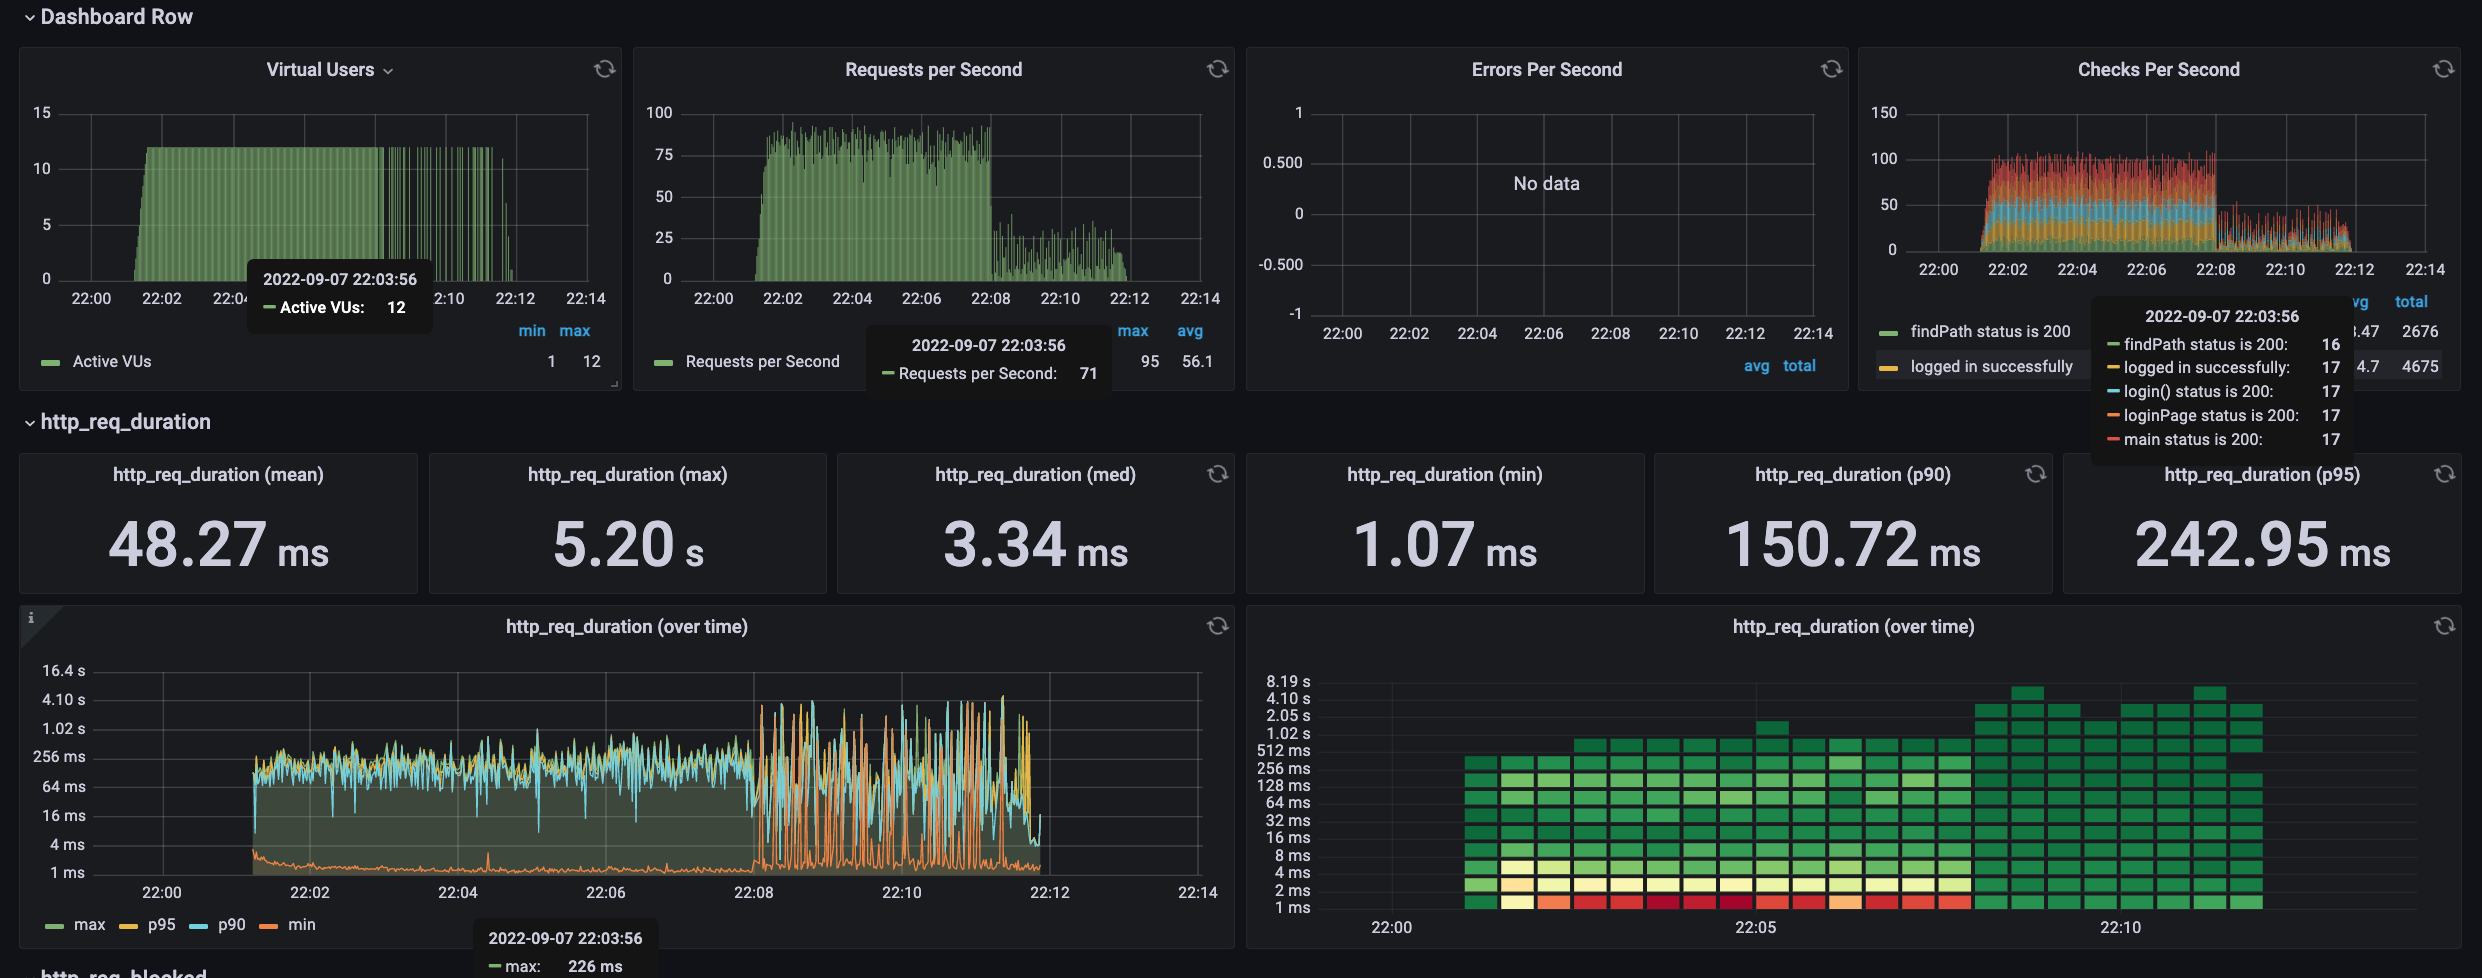 Dashboard Row
Virtual Users
15
10
5
0
22:00 22:02 22:04 2:10 22:12 22:14
2022-09-07 22:03:56
Active VUs: 12
min max
Active VUs 1 12
Requests per Second
100
75
50
25
0
22:00 22:02 22:04 22:06 22:08 22:10 22:12 22:14
max avg
Requests per Second 95 56.1
2022-09-07 22:03:56
Requests per Second: 71
Errors Per Second
1
0.500
0
-0.500
-1
No data
22:00 22:02 22:04 22:06 22:08 22:10 22:12 22:14
avg total
Checks Per Second
150
100
50
0
22:00 22:02 22:04 22:06 22:08 22:10 22:12 22:14
vg total
findPath status is 200 3.47 2676
logged in successfully 4.7 4675
2022-09-07 22:03:56
findPath status is 200: 16
logged in successfully: 17
login() status is 200: 17
loginPage status is 200: 17
main status is 200: 17
http_req_duration
http_req_duration (mean)
48.27 ms
http_req_duration (max)
5.20 s
http_req_duration (med)
3.34 ms
http_req_duration (min)
1.07 ms
http_req_duration (p90)
150.72 ms
http_req_duration (p95)
242.95 ms
i
http_req_duration (over time)
16.4 s
4.10 s
1.02 s
256 ms
64 ms
16 ms
4 ms
1 ms
22:00 22:02 22:04 22:06 22:08 22:10 22:12 22:14
max p95 p90 min
2022-09-07 22:03:56
max: 226 ms
http_req_duration (over time)
8.19 s
4.10 s
2.05 s
1.02 s
512 ms
256 ms
128 ms
64 ms
32 ms
16 ms
8 ms
4 ms
2 ms
1 ms
22:00 22:05 22:10
http_req_blocked